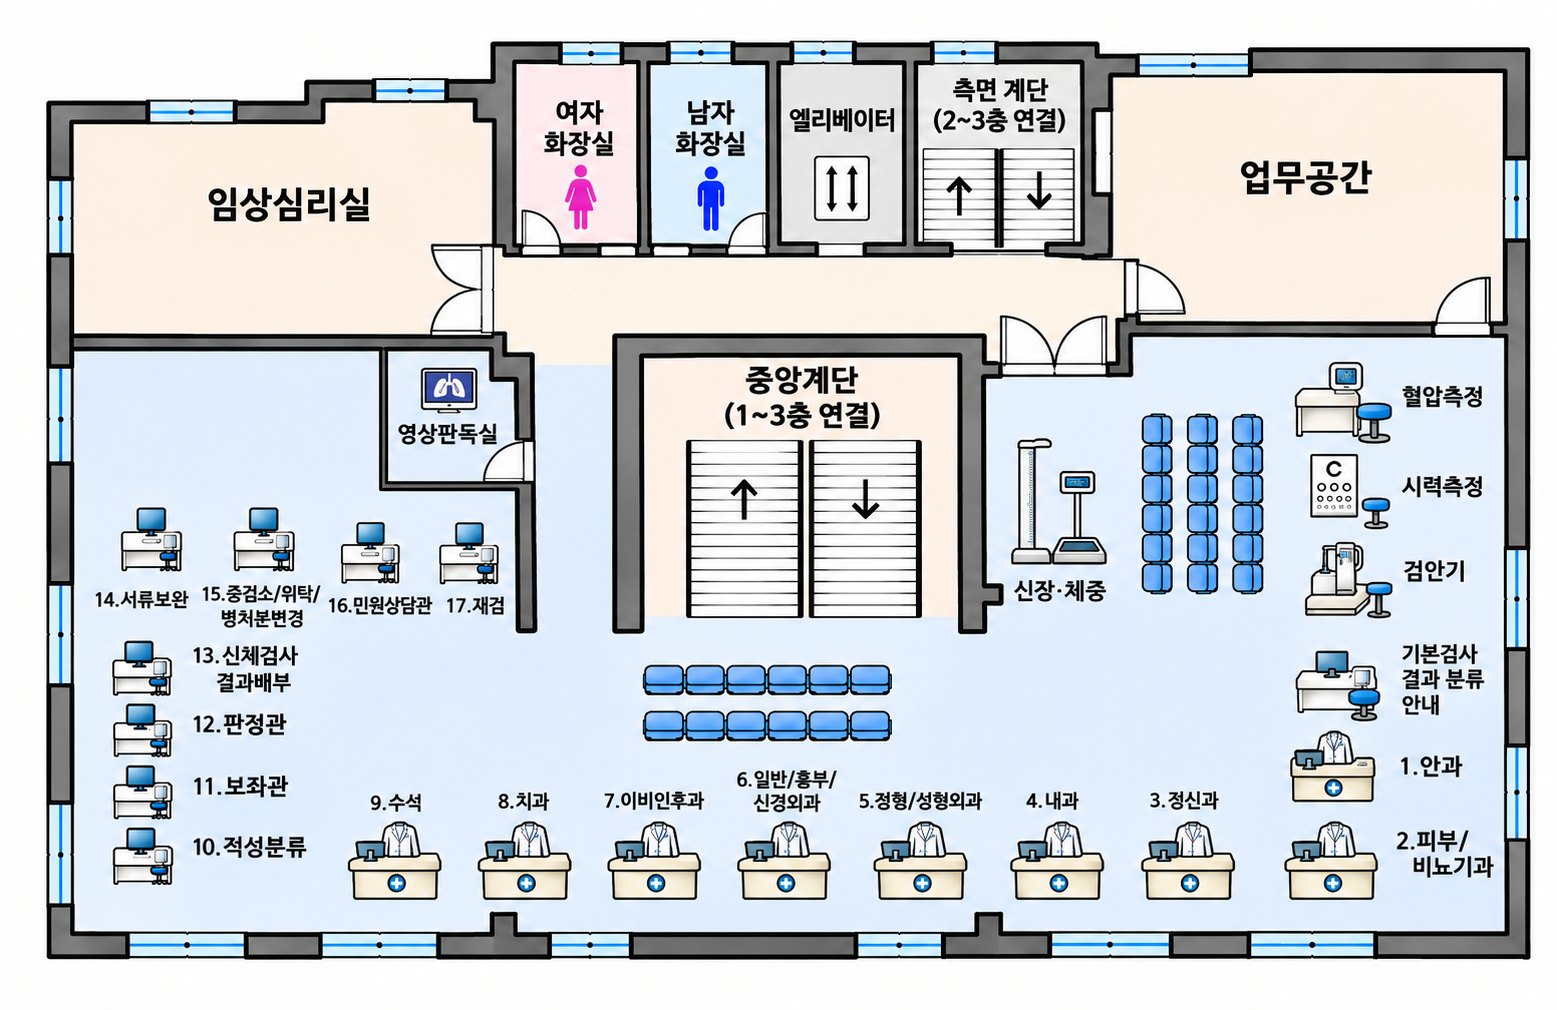 여자
화장실
남자
화장실
엘리베이터
측면 계단
(2~3층 연결)
임상심리실
업무공간
중앙계단
(1~3층 연결)
영상판독실
혈압측정
시력측정
검안기
신장·체중
14.서류보완
15.중검소/위탁/
병처본변경
16.민원상담관
17.재검
13.신체검사
결과배부
12.판정관
11.보좌관
10.적성분류
기본검사
결과 분류
안내
1.안과
2.피부/
비뇨기과
9.수석
8.치과
7.이비인후과
6.일반/흉부/
신경외과
5.정형/성형외과
4.내과
3.정신과
C